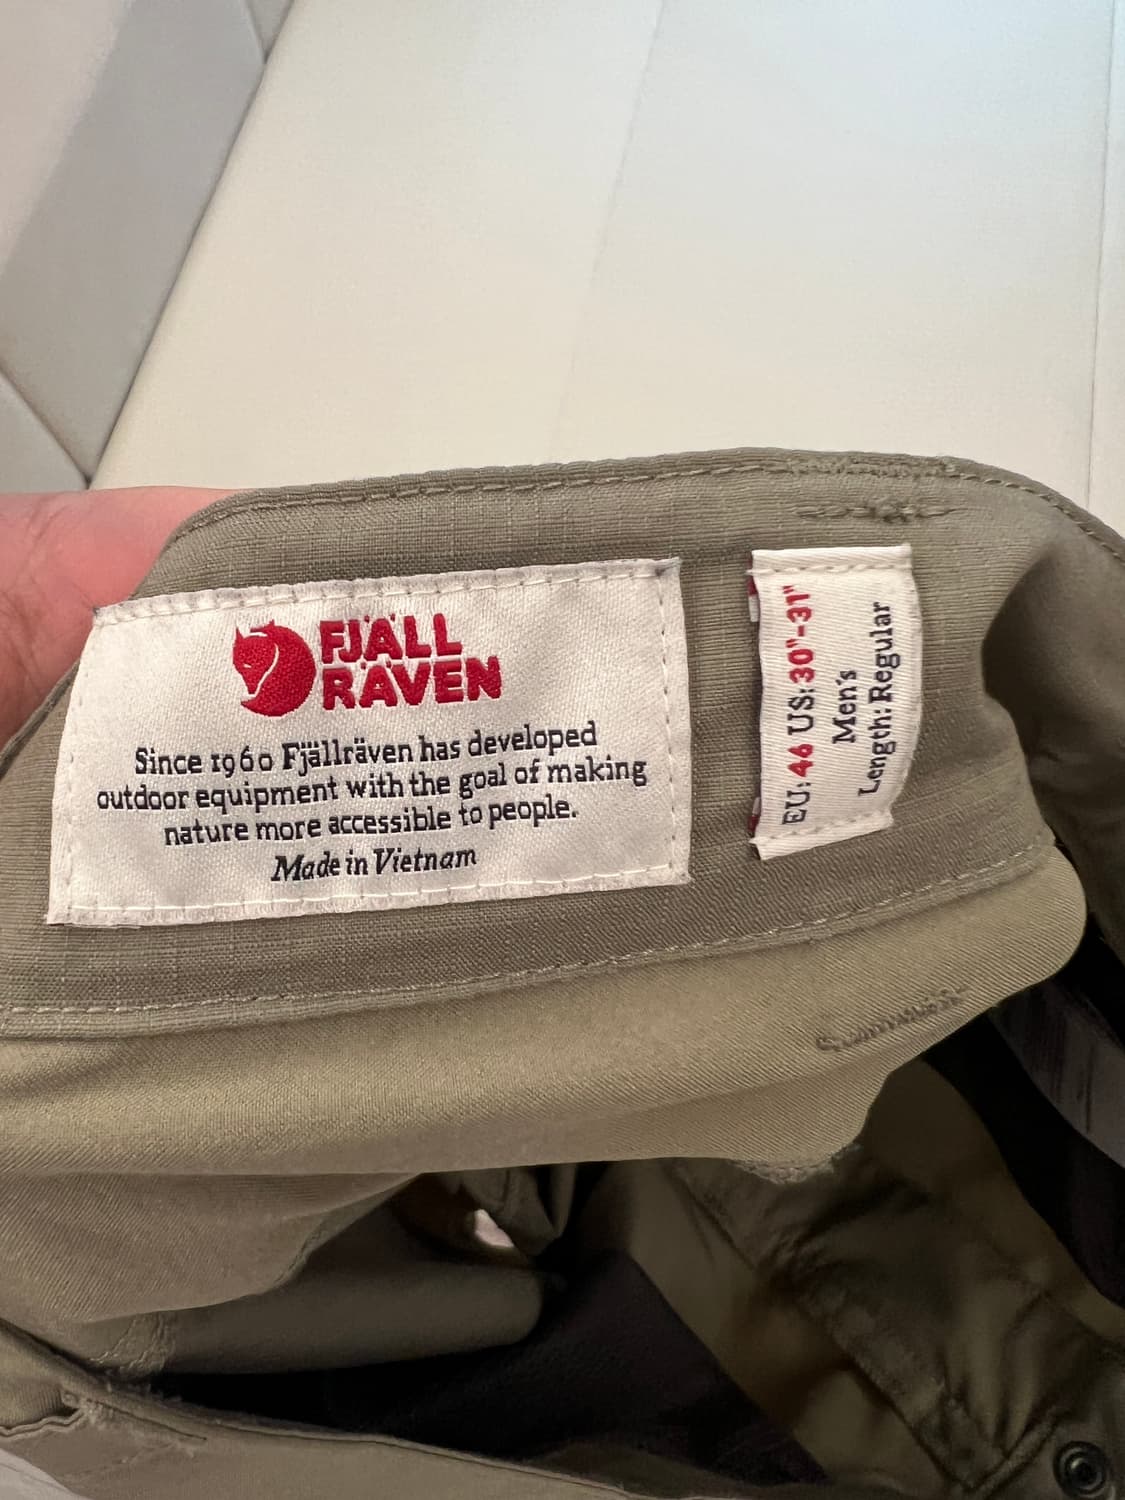 FJÄLL
RÄVEN
Since 1960 Fjällräven has developed
outdoor equipment with the goal of making
nature more accessible to people.
Made in Vietnam
EU: 46 US: 30"-31"
Men's
Length: Regular